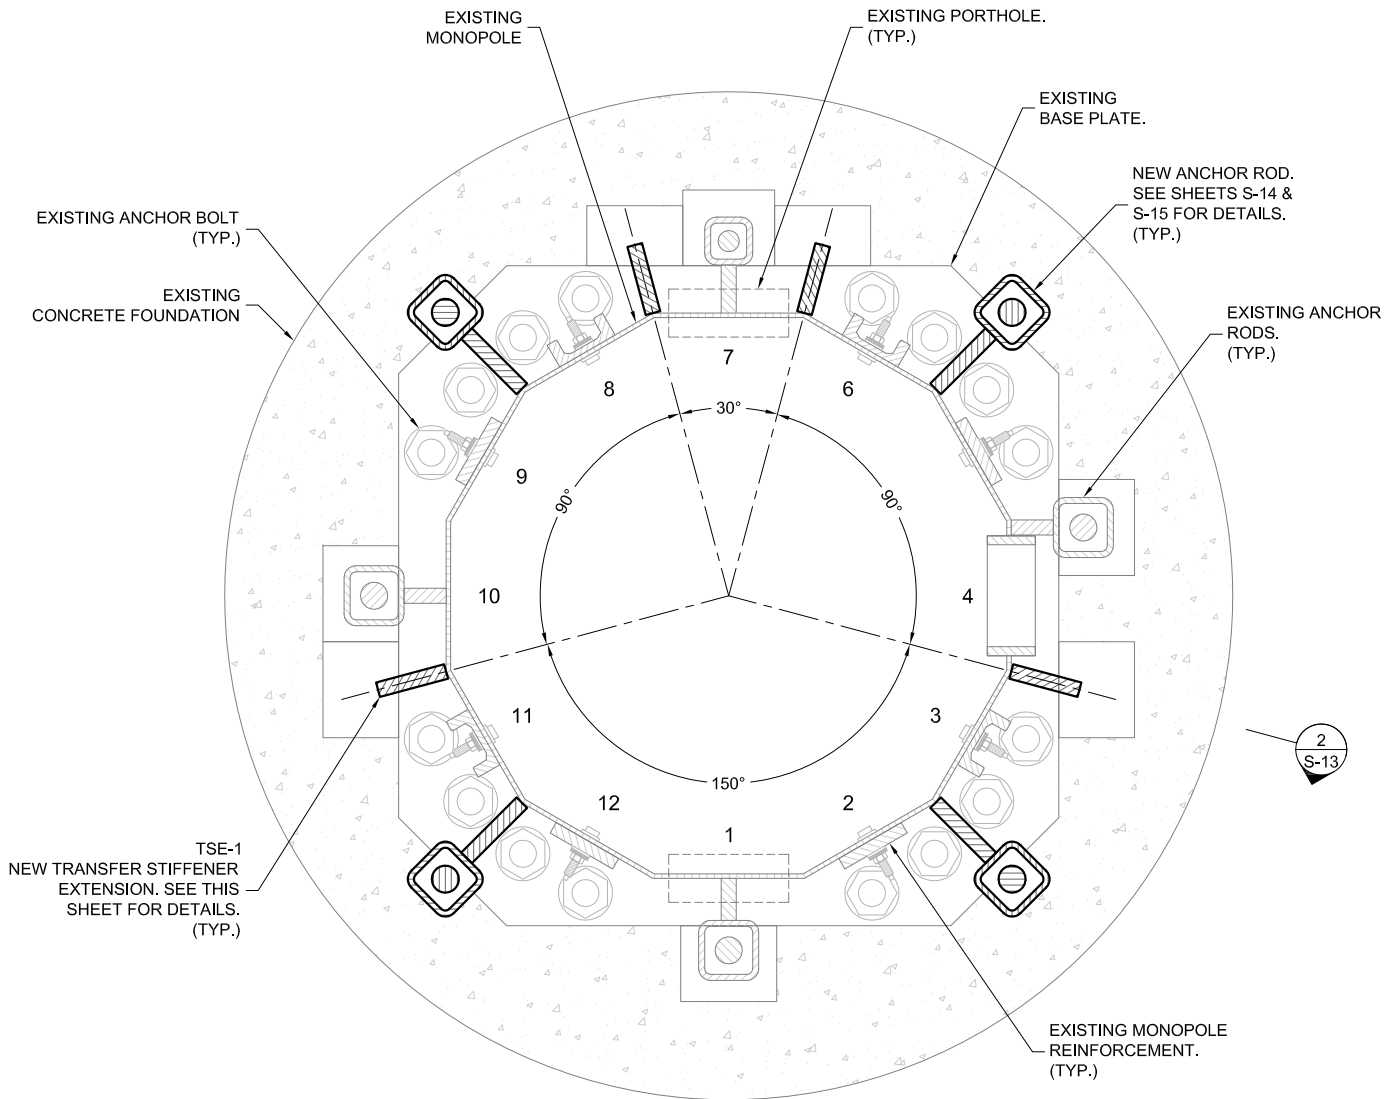 EXISTING
MONOPOLE
EXISTING PORTHOLE.
(TYP.)
EXISTING
BASE PLATE.
NEW ANCHOR ROD.
SEE SHEETS S-14 &
S-15 FOR DETAILS.
(TYP.)
EXISTING ANCHOR BOLT
(TYP.)
EXISTING
CONCRETE FOUNDATION
EXISTING ANCHOR
RODS.
(TYP.)
7
8
6
30°
9
90°
90°
10
4
11
3
2
S-13
150°
12
2
1
TSE-1
NEW TRANSFER STIFFENER
EXTENSION. SEE THIS
SHEET FOR DETAILS.
(TYP.)
EXISTING MONOPOLE
REINFORCEMENT.
(TYP.)